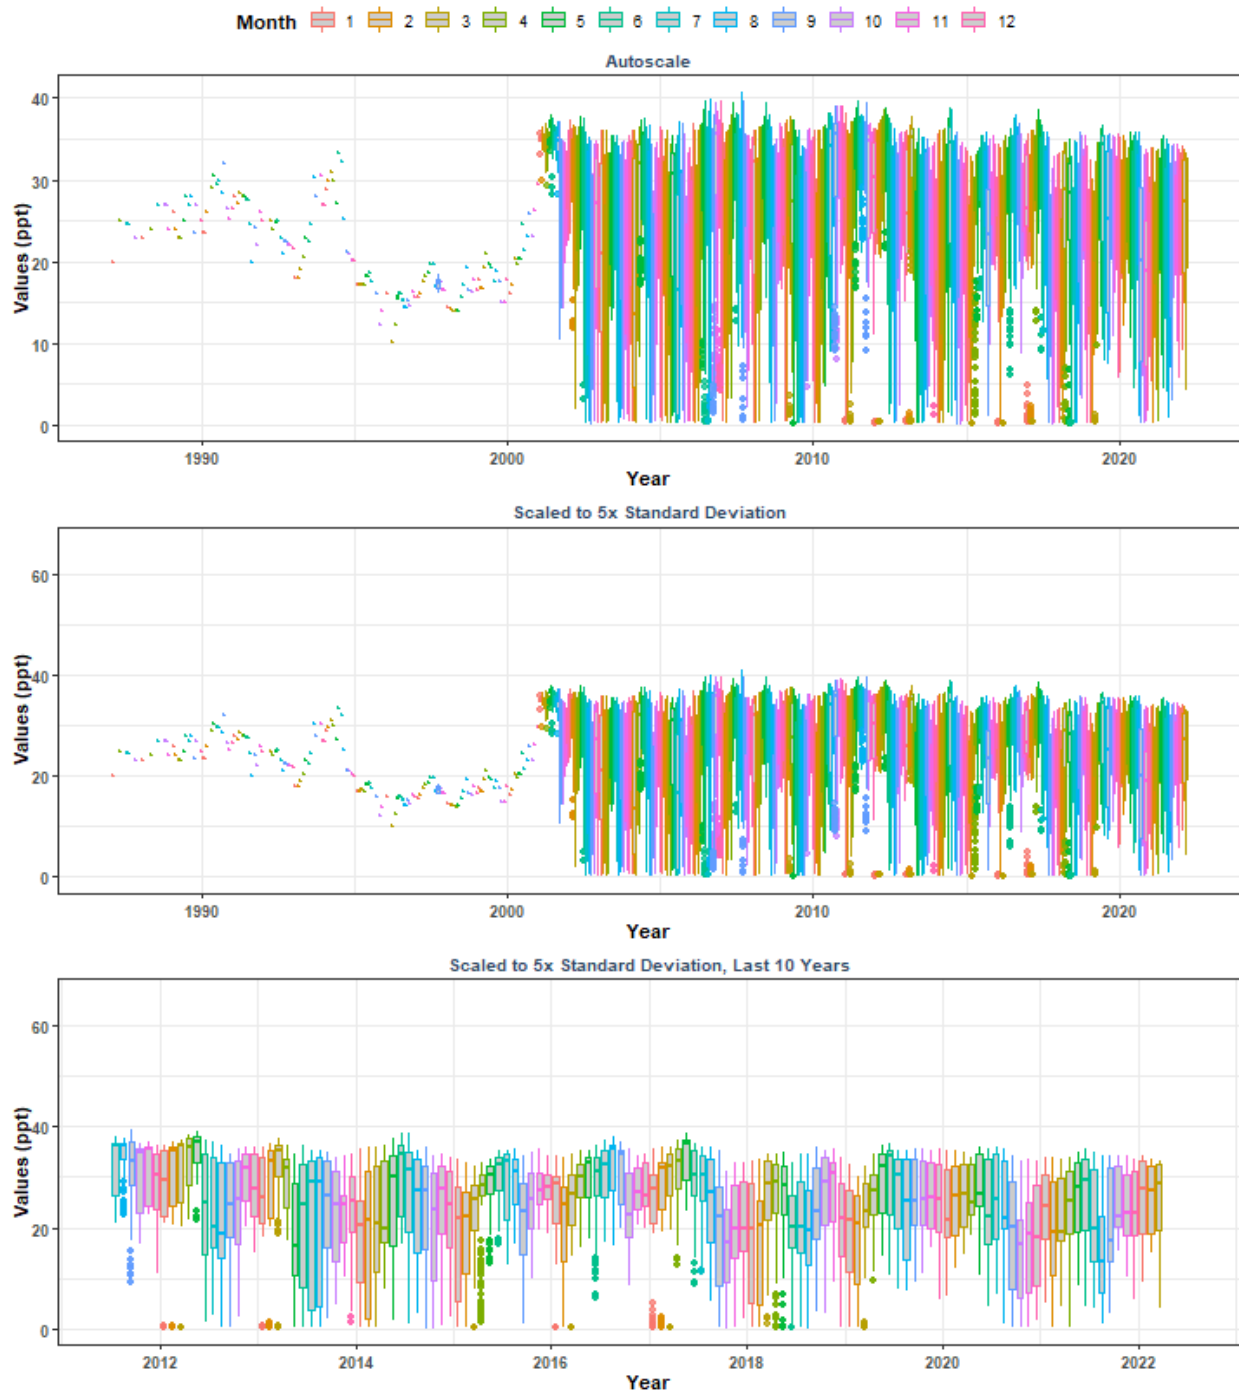 Month 1 2 3 4 5 6 7 8 9 10 11 12
Autoscale
40
30
20
10
0
Values (ppt)
1990 2000 2010 2020
Year
Scaled to 5x Standard Deviation
60
40
20
0
Values (ppt)
1990 2000 2010 2020
Year
Scaled to 5x Standard Deviation, Last 10 Years
60
40
20
0
Values (ppt)
2012 2014 2016 2018 2020 2022
Year